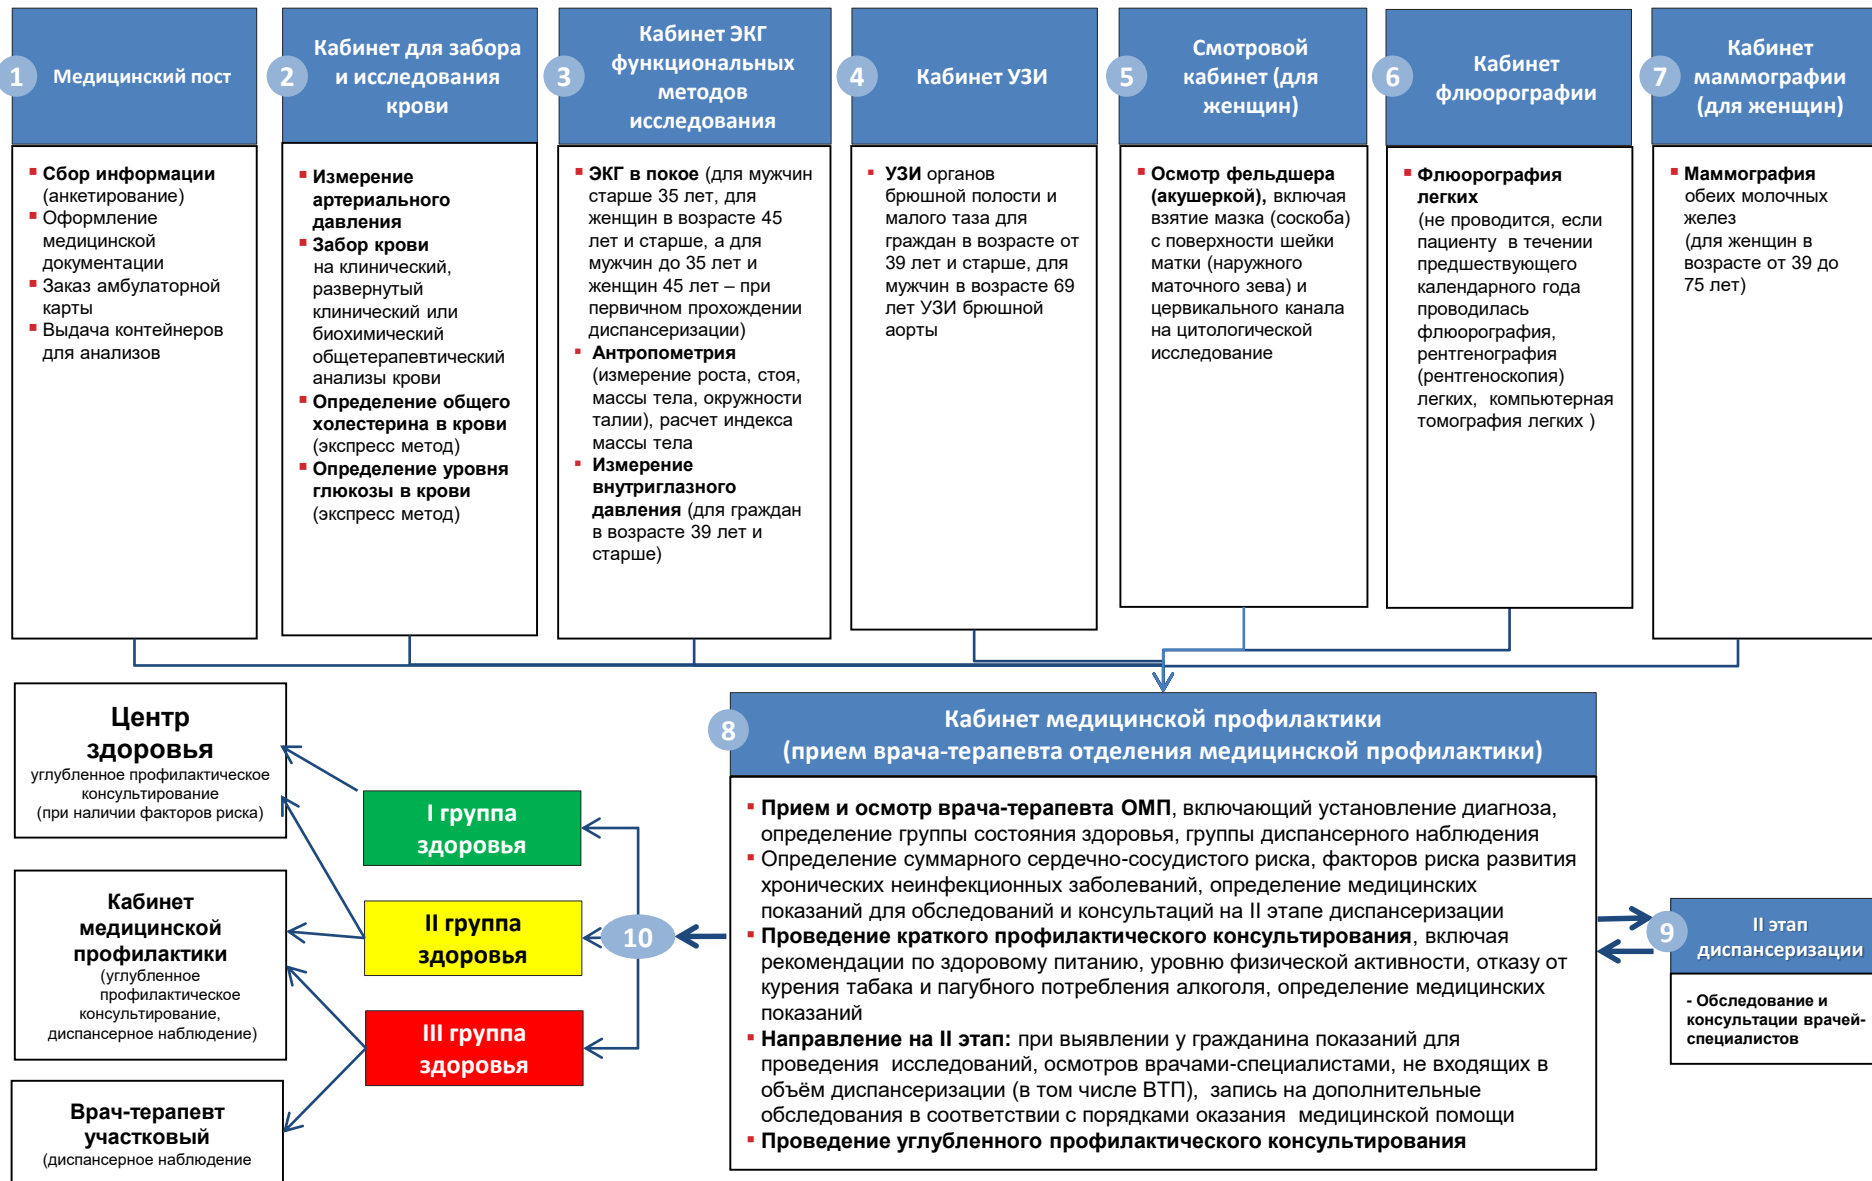 1
Медицинский пост
Сбор информации
(анкетирование)
Оформление
медицинской
документации
Заказ амбулаторной
карты
Выдача контейнеров
для анализов
2
Кабинет для забора
и исследования
крови
Измерение
артериального
давления
Забор крови
на клинический,
развернутый
клинический или
биохимический
общетерапевтический
анализы крови
Определение общего
холестерина в крови
(экспресс метод)
Определение уровня
глюкозы в крови
(экспресс метод)
3
Кабинет ЭКГ
функциональных
методов
исследования
ЭКГ в покое (для мужчин
старше 35 лет, для
женщин в возрасте 45
лет и старше, а для
мужчин до 35 лет и
женщин 45 лет – при
первичном прохождении
диспансеризации)
Антропометрия
(измерение роста, стоя,
массы тела, окружности
талии), расчет индекса
массы тела
Измерение
внутриглазного
давления (для граждан
в возрасте 39 лет и
старше)
4
Кабинет УЗИ
УЗИ органов
брюшной полости и
малого таза для
граждан в возрасте от
39 лет и старше, для
мужчин в возрасте 69
лет УЗИ брюшной
аорты
5
Смотровой
кабинет (для
женщин)
Осмотр фельдшера
(акушеркой), включая
взятие мазка (соскоба)
с поверхности шейки
матки (наружного
маточного зева) и
цервикального канала
на цитологической
исследование
6
Кабинет
флюорографии
Флюорография
легких
(не проводится, если
пациенту в течении
предшествующего
календарного года
проводилась
флюорография,
рентгенография
(рентгеноскопия)
легких, компьютерная
томография легких )
7
Кабинет
маммографии
(для женщин)
Маммография
обеих молочных
желез
(для женщин в
возрасте от 39 до
75 лет)
8
Кабинет медицинской профилактики
(прием врача-терапевта отделения медицинской профилактики)
Прием и осмотр врача-терапевта ОМП, включающий установление диагноза,
определение группы состояния здоровья, группы диспансерного наблюдения
Определение суммарного сердечно-сосудистого риска, факторов риска развития
хронических неинфекционных заболеваний, определение медицинских
показаний для обследований и консультаций на II этапе диспансеризации
Проведение краткого профилактического консультирования, включая
рекомендации по здоровому питанию, уровню физической активности, отказу от
курения табака и пагубного потребления алкоголя, определение медицинских
показаний
Направление на II этап: при выявлении у гражданина показаний для
проведения исследований, осмотров врачами-специалистами, не входящих в
объём диспансеризации (в том числе ВТП), запись на дополнительные
обследования в соответствии с порядками оказания медицинской помощи
Проведение углубленного профилактического консультирования
9
II этап
диспансеризации
- Обследование и
консультации врачей-
специалистов
10
I группа
здоровья
II группа
здоровья
III группа
здоровья
Центр
здоровья
углубленное профилактическое
консультирование
(при наличии факторов риска)
Кабинет
медицинской
профилактики
(углубленное
профилактическое
консультирование,
диспансерное наблюдение)
Врач-терапевт
участковый
(диспансерное наблюдение